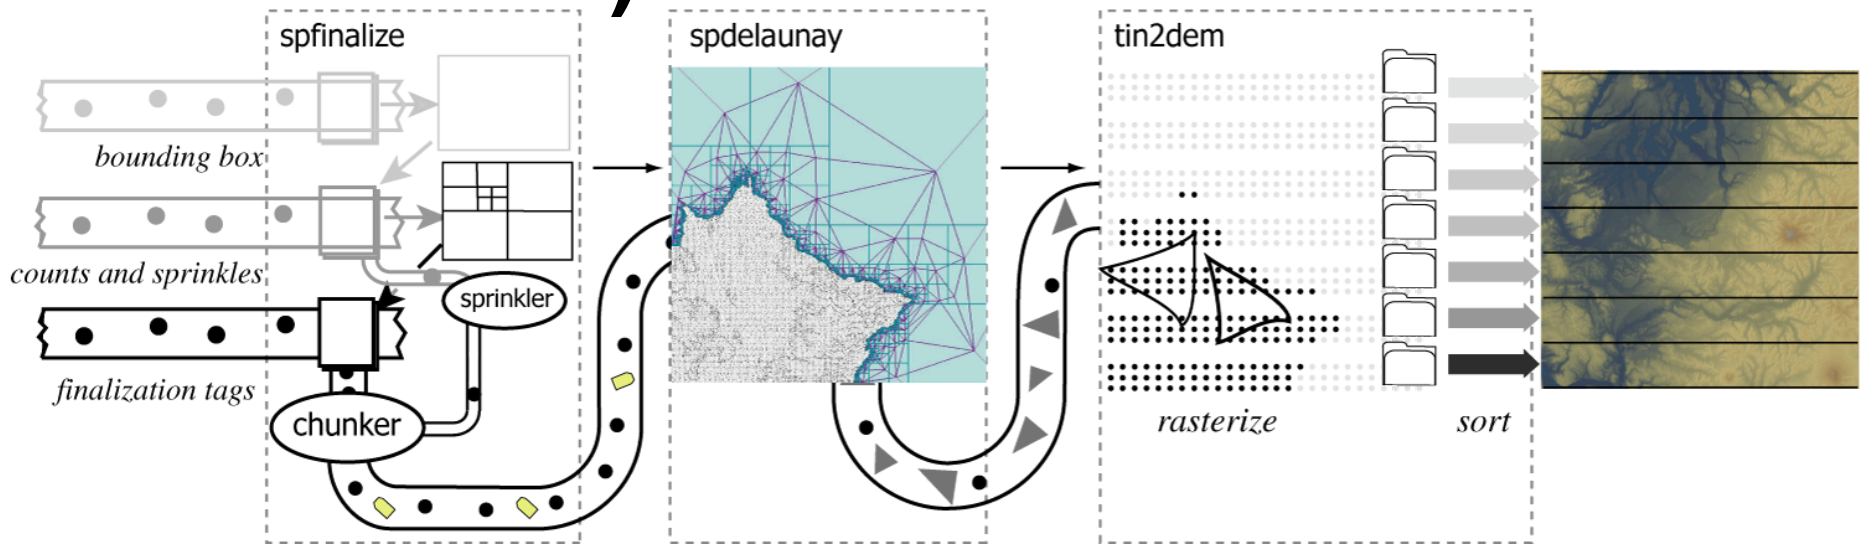 spfinalize
spdelaunay
tin2dem
bounding box
counts and sprinkles
sprinkler
finalization tags
chunker
rasterize
sort